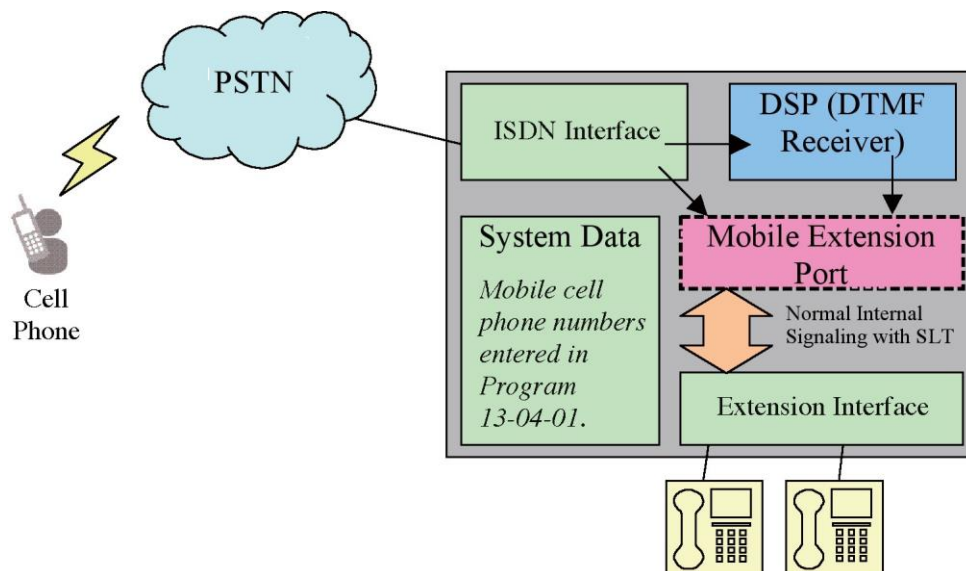 PSTN
Cell
Phone
ISDN Interface
DSP (DTMF
Receiver)
System Data
Mobile cell
phone numbers
entered in
Program
13-04-01.
Mobile Extension
Port
Normal Internal
Signaling with SLT
Extension Interface